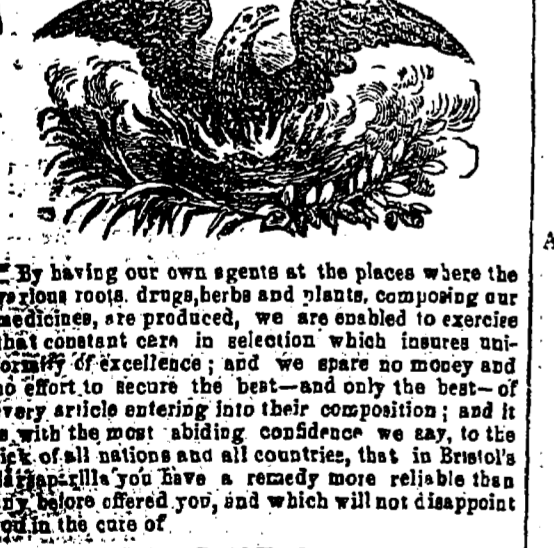 By having our own agents at the places where the
various roots, drugs, herbs and plants, composing our
medicines, are produced, we are enabled to exercise
that constant care in selection which insures uni-
formity of excellence; and we spare no money and
no effort to secure the best—and only the best—of
every article entering into their composition; and it
is with the most abiding confidence we say, to the
sick of all nations and all countries, that in Bristol's
Sarsaparilla you have a remedy more reliable than
any before offered you, and which will not disappoint
you in the cure of
A